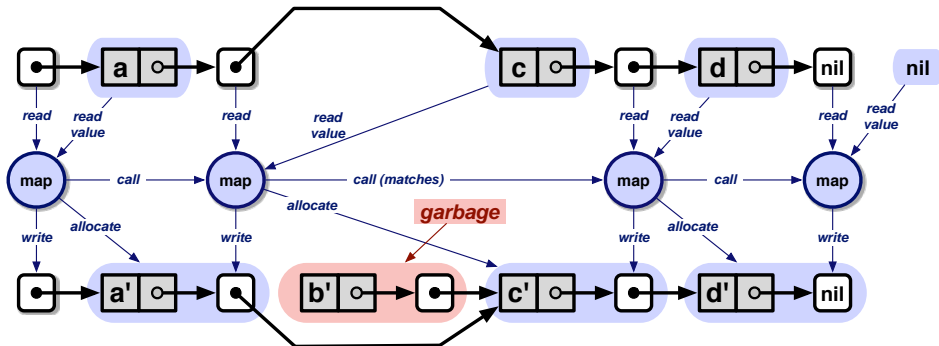 a
c
d
nil
nil
read
read
value
read
read
value
read
read
value
read
read
value
map
call
map
call (matches)
map
call
map
allocate
write
allocate
write
garbage
write
allocate
write
a'
b'
c'
d'
nil